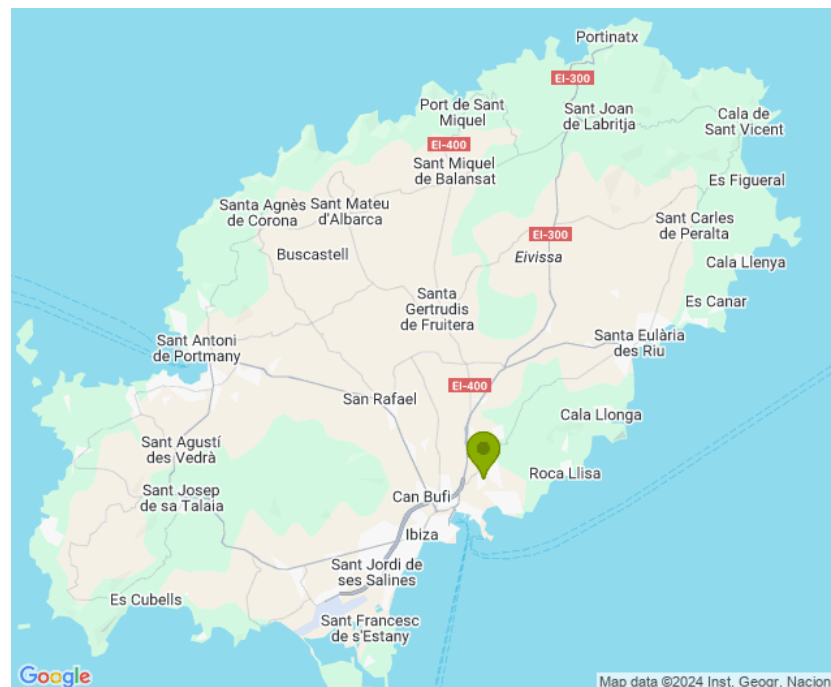 Portinatx
EI-300
Port de Sant
Miquel
Sant Joan
de Labritja
Cala de
Sant Vicent
EI-400
Sant Miquel
de Balansat
Es Figueral
Santa Agnès
de Corona
Sant Mateu
d'Albarca
Sant Carles
de Peralta
EI-300
Buscastell
Eivissa
Cala Llenya
Santa
Gertrudis
de Fruitera
Es Canar
Sant Antoni
de Portmany
Santa Eulària
des Riu
EI-400
San Rafael
Cala Llonga
Sant Agustí
des Vedrà
Roca Llisa
Sant Josep
de sa Talaia
Can Bufi
Ibiza
Sant Jordi de
ses Salines
Es Cubells
Sant Francesc
de s'Estany
Google
Map data ©2024 Inst. Geogr. Nacion